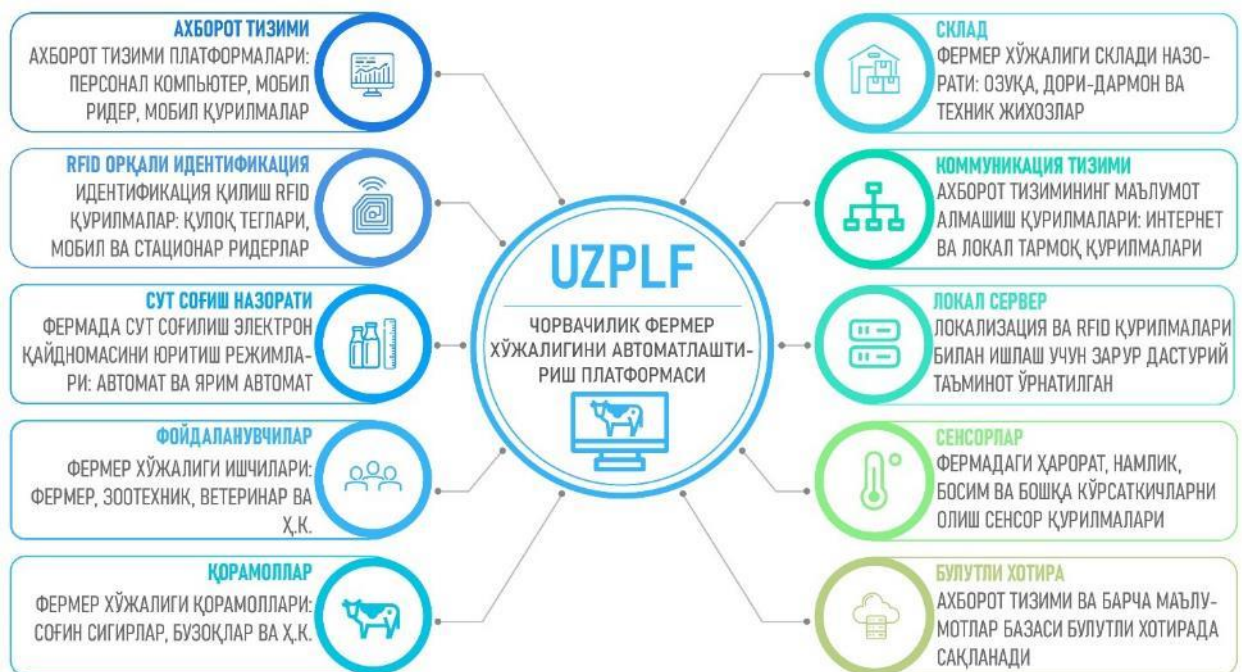 АХБОРОТ ТИЗИМИ
АХБОРОТ ТИЗИМИ ПЛАТФОРМАЛАРИ:
ПЕРСОНАЛ КОМПЬЮТЕР, МОБИЛ
РИДЕР, МОБИЛ ҚУРИЛМАЛАР
RFID ОРҚАЛИ ИДЕНТИФИКАЦИЯ
ИДЕНТИФИКАЦИЯ ҚИЛИШ RFID
ҚУРИЛМАЛАР: ҚУЛОҚ ТЕГЛАРИ,
МОБИЛ ВА СТАЦИОНАР РИДЕРЛАР
СУТ СОҒИШ НАЗОРАТИ
ФЕРМАДА СУТ СОҒИЛИШ ЭЛЕКТРОН
ҚАЙДНОМАСИНИ ЮРИТИШ РЕЖИМЛА-
РИ: АВТОМАТ ВА ЯРИМ АВТОМАТ
ФОЙДАЛАНУВЧИЛАР
ФЕРМЕР ХЎЖАЛИГИ ИШЧИЛАРИ:
ФЕРМЕР, ЗООТЕХНИК, ВЕТЕРИНАР ВА
Ҳ.К.
ҚОРАМОЛЛАР
ФЕРМЕР ХЎЖАЛИГИ ҚОРАМОЛЛАРИ:
СОҒИН СИГИРЛАР, БУЗОҚЛАР ВА Ҳ.К.
UZPLF
ЧОРВАЧИЛИК ФЕРМЕР
ХЎЖАЛИГИНИ АВТОМАТЛАШТИ-
РИШ ПЛАТФОРМАСИ
СКЛАД
ФЕРМЕР ХЎЖАЛИГИ СКЛАДИ НАЗО-
РАТИ: ОЗУҚА, ДОРИ-ДАРМОН ВА
ТЕХНИК ЖИХОЗЛАР
КОММУНИКАЦИЯ ТИЗИМИ
АХБОРОТ ТИЗИМИНИНГ МАЪЛУМОТ
АЛМАШИШ ҚУРИЛМАЛАРИ: ИНТЕРНЕТ
ВА ЛОКАЛ ТАРМОҚ ҚУРИЛМАЛАРИ
ЛОКАЛ СЕРВЕР
ЛОКАЛИЗАЦИЯ ВА RFID ҚУРИЛМАЛАРИ
БИЛАН ИШЛАШ УЧУН ЗАРУР ДАСТУРИЙ
ТАЪМИНОТ ЎРНАТИЛГАН
СЕНСОРЛАР
ФЕРМАДАГИ ҲАРОРАТ, НАМЛИК,
БОСИМ ВА БОШҚА КЎРСАТКИЧЛАРНИ
ОЛИШ СЕНСОР ҚУРИЛМАЛАРИ
БУЛУТЛИ ХОТИРА
АХБОРОТ ТИЗИМИ ВА БАРЧА МАЪЛУ-
МОТЛАР БАЗАСИ БУЛУТЛИ ХОТИРАДА
САҚЛАНАДИ